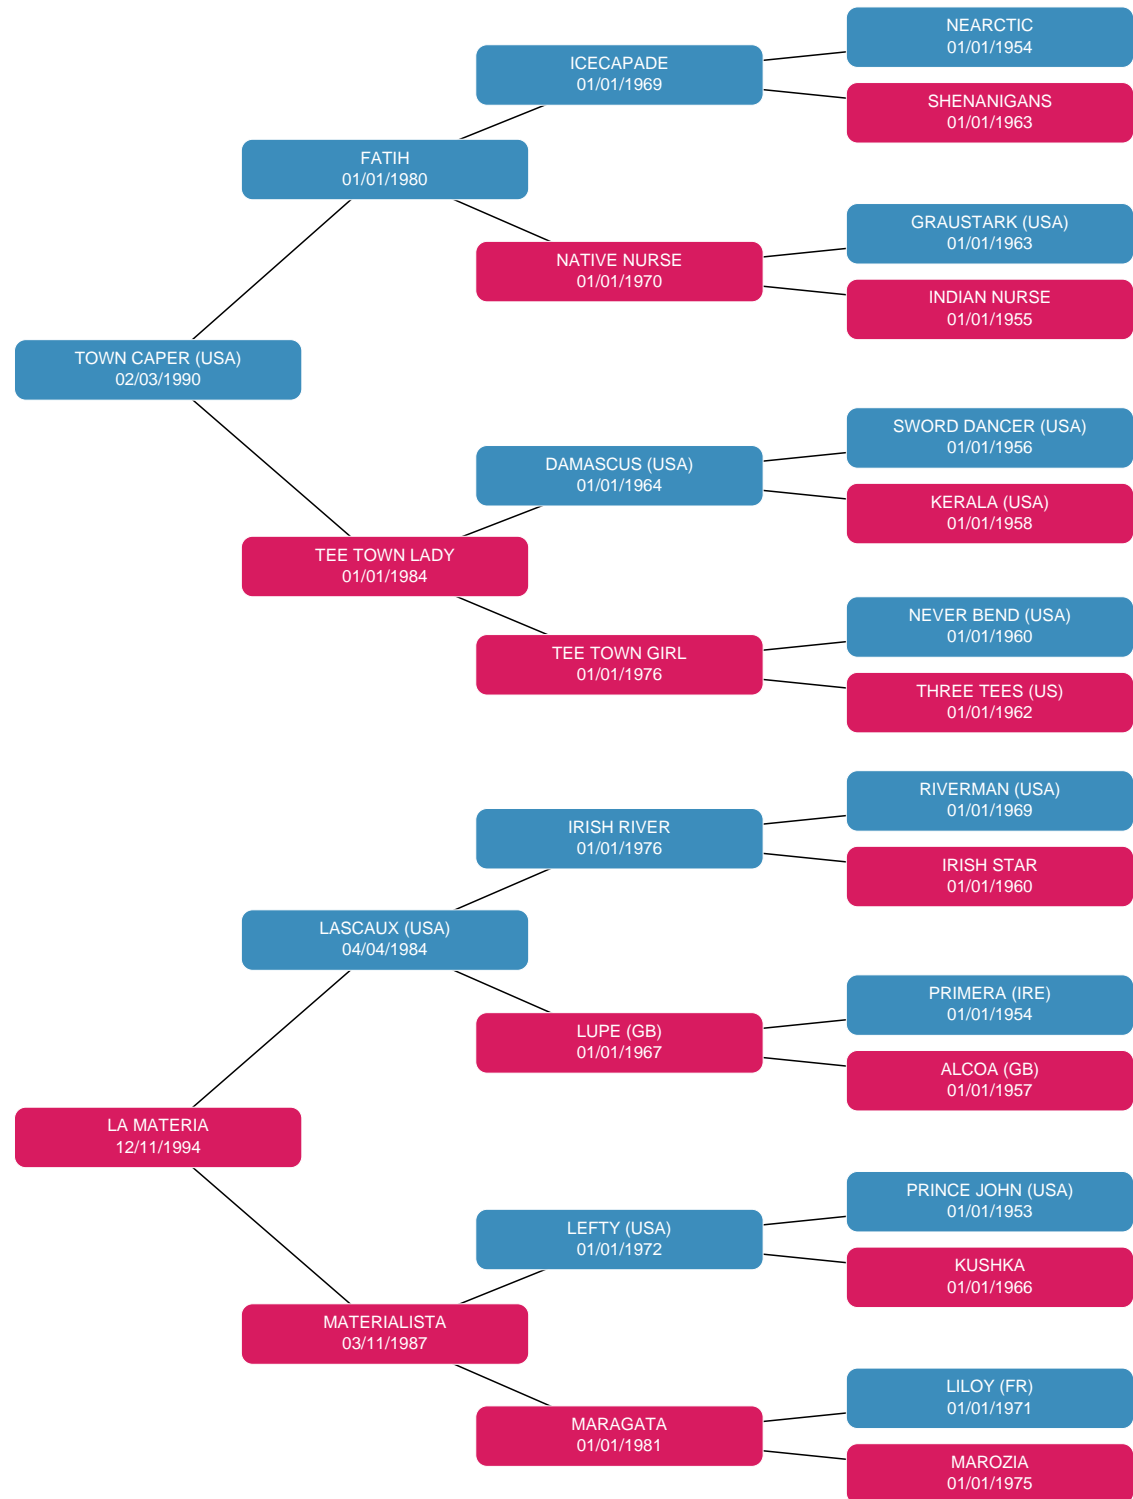 NEARCTIC
01/01/1954
ICECAPADE
01/01/1969
SHENANIGANS
01/01/1963
FATIH
01/01/1980
GRAUSTARK (USA)
01/01/1963
NATIVE NURSE
01/01/1970
INDIAN NURSE
01/01/1955
TOWN CAPER (USA)
02/03/1990
SWORD DANCER (USA)
01/01/1956
DAMASCUS (USA)
01/01/1964
KERALA (USA)
01/01/1958
TEE TOWN LADY
01/01/1984
NEVER BEND (USA)
01/01/1960
TEE TOWN GIRL
01/01/1976
THREE TEES (US)
01/01/1962
RIVERMAN (USA)
01/01/1969
IRISH RIVER
01/01/1976
IRISH STAR
01/01/1960
LASCAUX (USA)
04/04/1984
PRIMERA (IRE)
01/01/1954
LUPE (GB)
01/01/1967
ALCOA (GB)
01/01/1957
LA MATERIA
12/11/1994
PRINCE JOHN (USA)
01/01/1953
LEFTY (USA)
01/01/1972
KUSHKA
01/01/1966
MATERIALISTA
03/11/1987
LILOY (FR)
01/01/1971
MARAGATA
01/01/1981
MAROZIA
01/01/1975